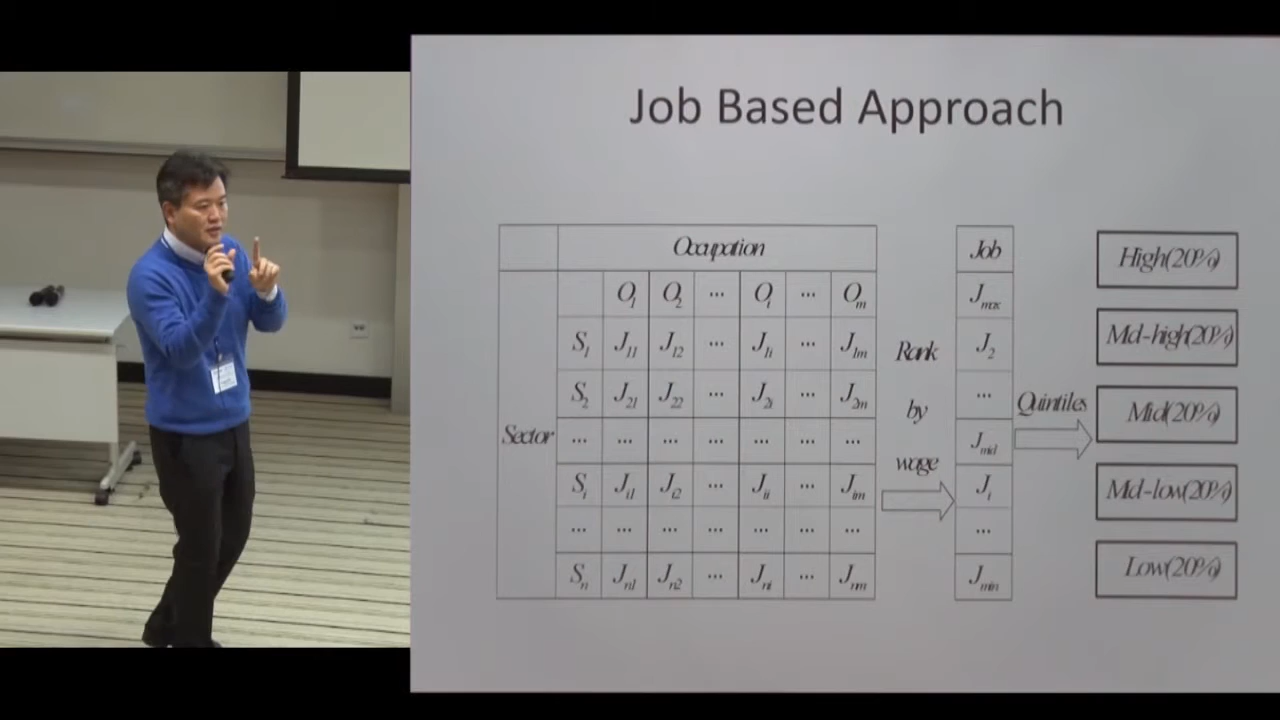 Job Based Approach
Occupation
O1 O2 ... Oi ... Om
S1 J11 J12 ... J1i ... J1m
S2 J21 J22 ... J2i ... J2m
Sector
... ... ... ... ... ... ...
Si Ji1 Ji2 ... Jii ... Jim
... ... ... ... ... ... ...
Sn Jn1 Jn2 ... Jni ... Jnm
Rank
by
wage
Job
Jmax
J2
...
Jmid
Ji
...
Jmin
Quintiles
High(20%)
Mid-high(20%)
Mid(20%)
Mid-low(20%)
Low(20%)